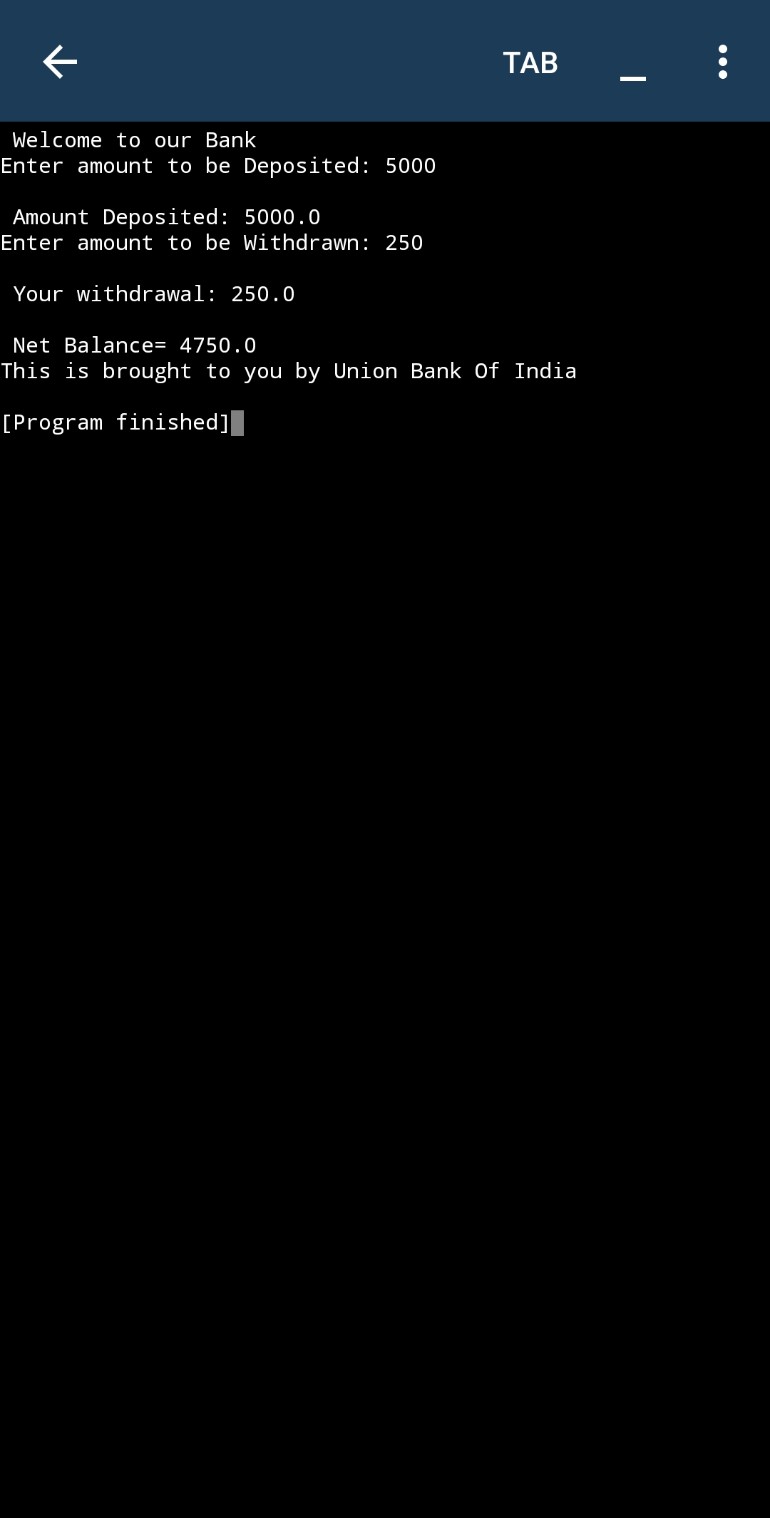 TAB _
Welcome to our Bank
Enter amount to be Deposited: 5000
Amount Deposited: 5000.0
Enter amount to be Withdrawn: 250
Your withdrawal: 250.0
Net Balance= 4750.0
This is brought to you by Union Bank Of India
[Program finished]